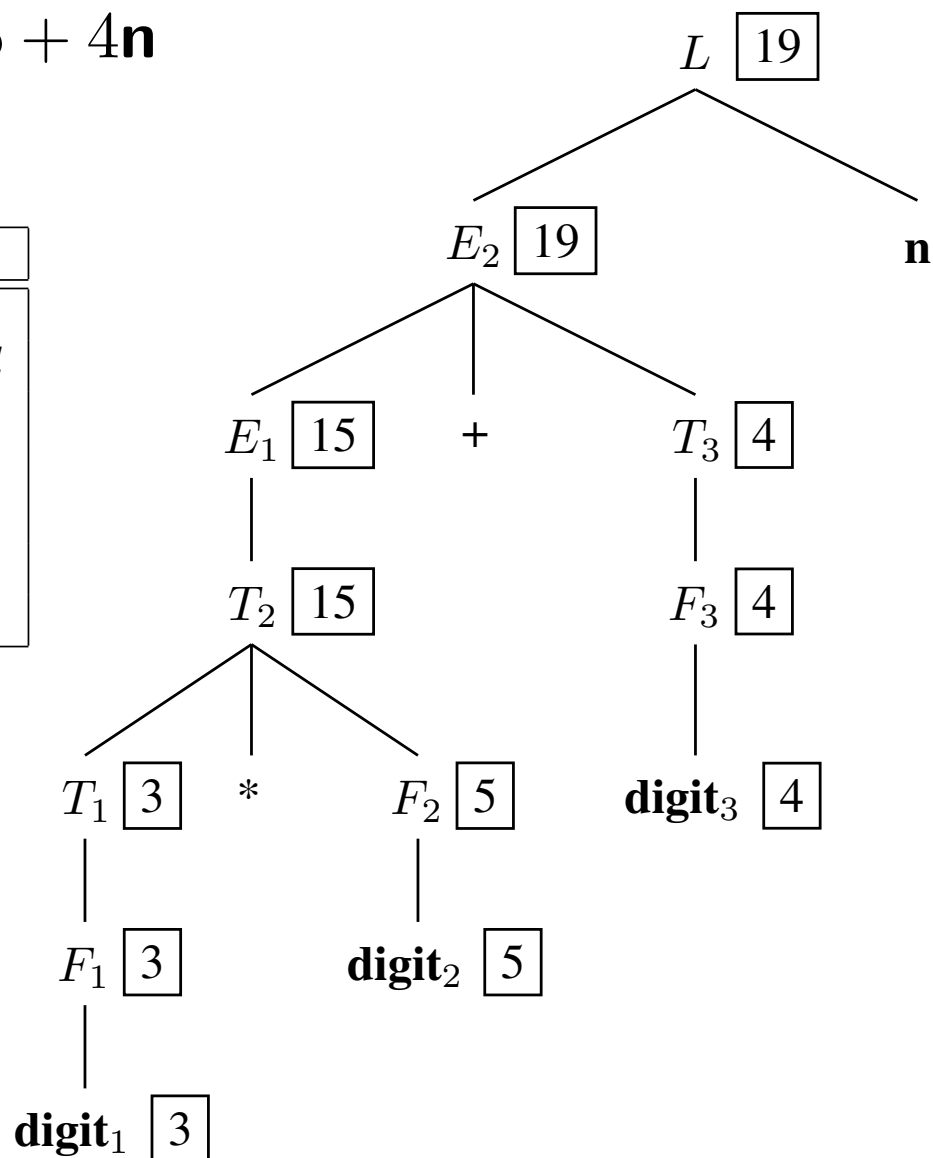 + 4n
L 19
E₂ 19 n
E₁ 15 + T₃ 4
T₂ 15 F₃ 4
T₁ 3 * F₂ 5 digit₃ 4
F₁ 3 digit₂ 5
digit₁ 3